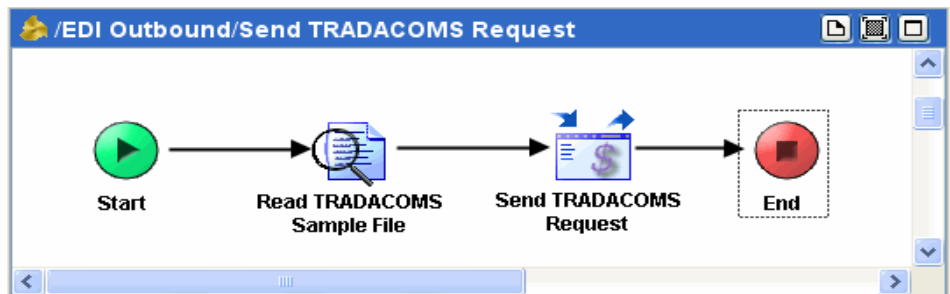 /EDI Outbound/Send TRADACOMS Request
Start
Read TRADACOMS
Sample File
Send TRADACOMS
Request
End